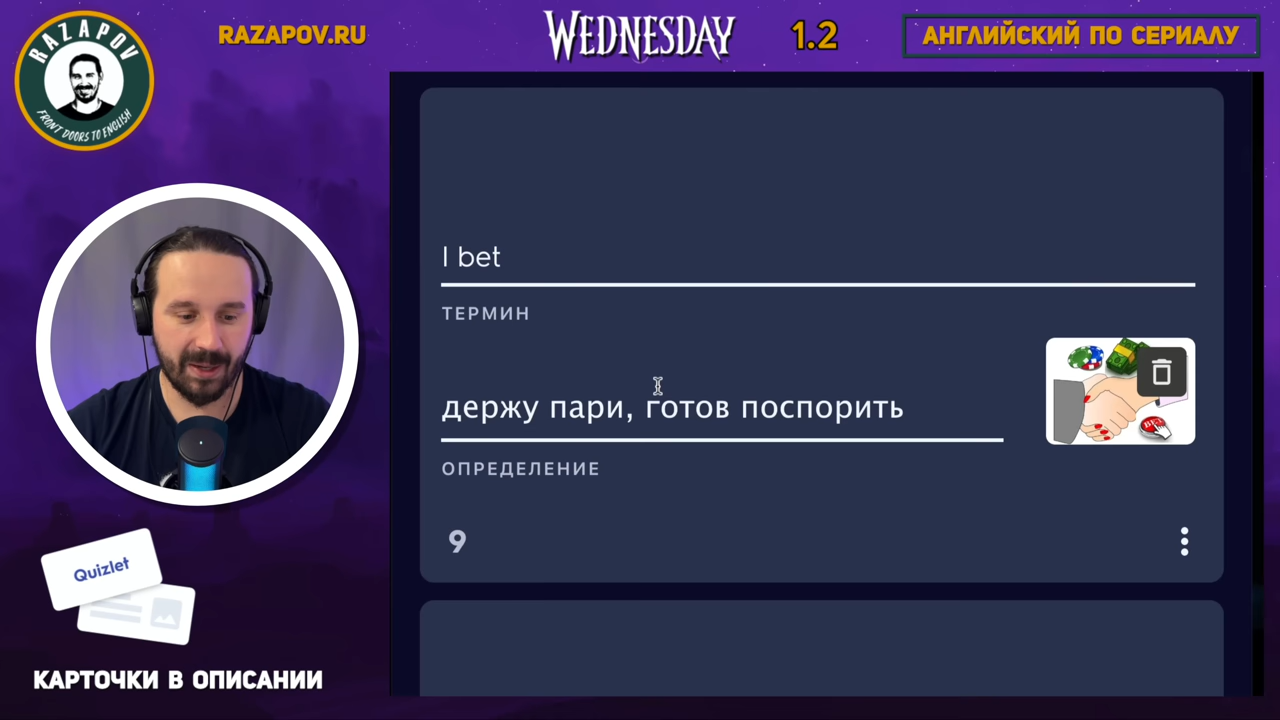 RAZAPOV
FRONT DOORS TO ENGLISH
RAZAPOV.RU
WEDNESDAY
1.2
АНГЛИЙСКИЙ ПО СЕРИАЛУ
I bet
ТЕРМИН
держу пари, готов поспорить
ОПРЕДЕЛЕНИЕ
9
Quizlet
КАРТОЧКИ В ОПИСАНИИ